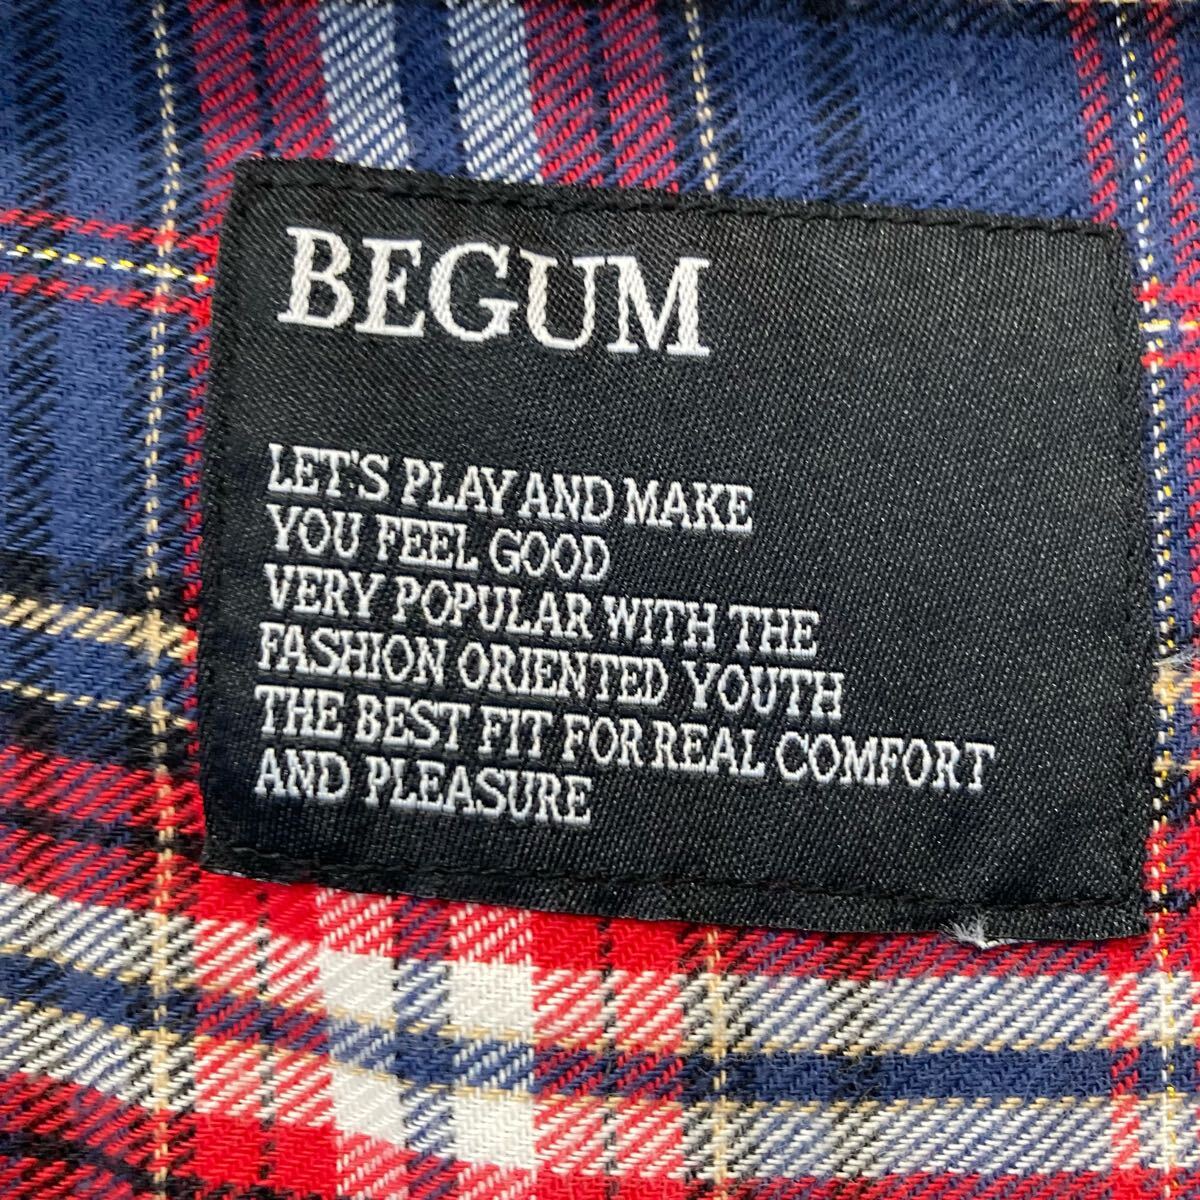 BEGUM
LET'S PLAY AND MAKE
YOU FEEL GOOD
VERY POPULAR WITH THE
FASHION ORIENTED YOUTH
THE BEST FIT FOR REAL COMFORT
AND PLEASURE